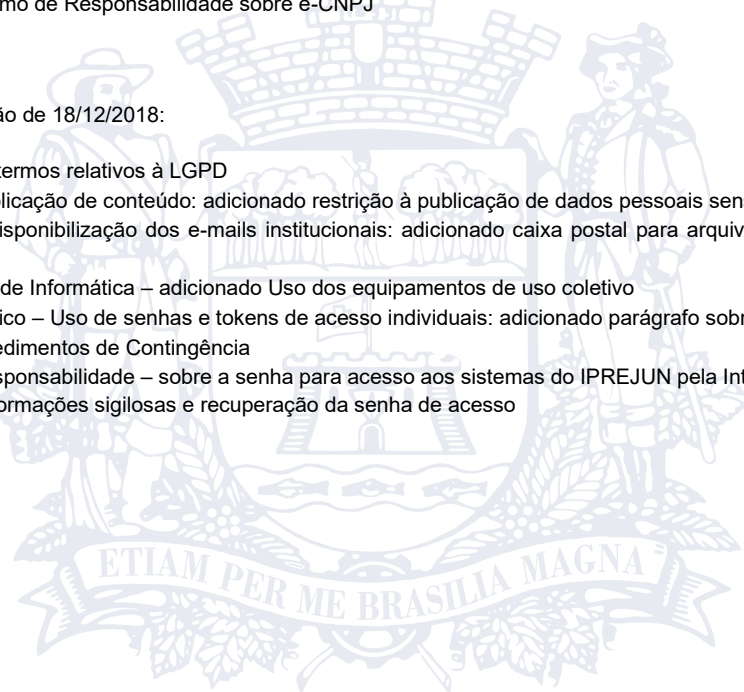 mo de Responsabilidade sobre e-CNPJ
ão de 18/12/2018:
termos relativos à LGPD
licação de conteúdo: adicionado restrição à publicação de dados pessoais sens
isponibilização dos e-mails institucionais: adicionado caixa postal para arquiv
de Informática – adicionado Uso dos equipamentos de uso coletivo
ico – Uso de senhas e tokens de acesso individuais: adicionado parágrafo sobr
edimentos de Contingência
sponsabilidade – sobre a senha para acesso aos sistemas do IPREJUN pela Int
ormações sigilosas e recuperação da senha de acesso
ETIAM PER ME BRASILIA MAGNA